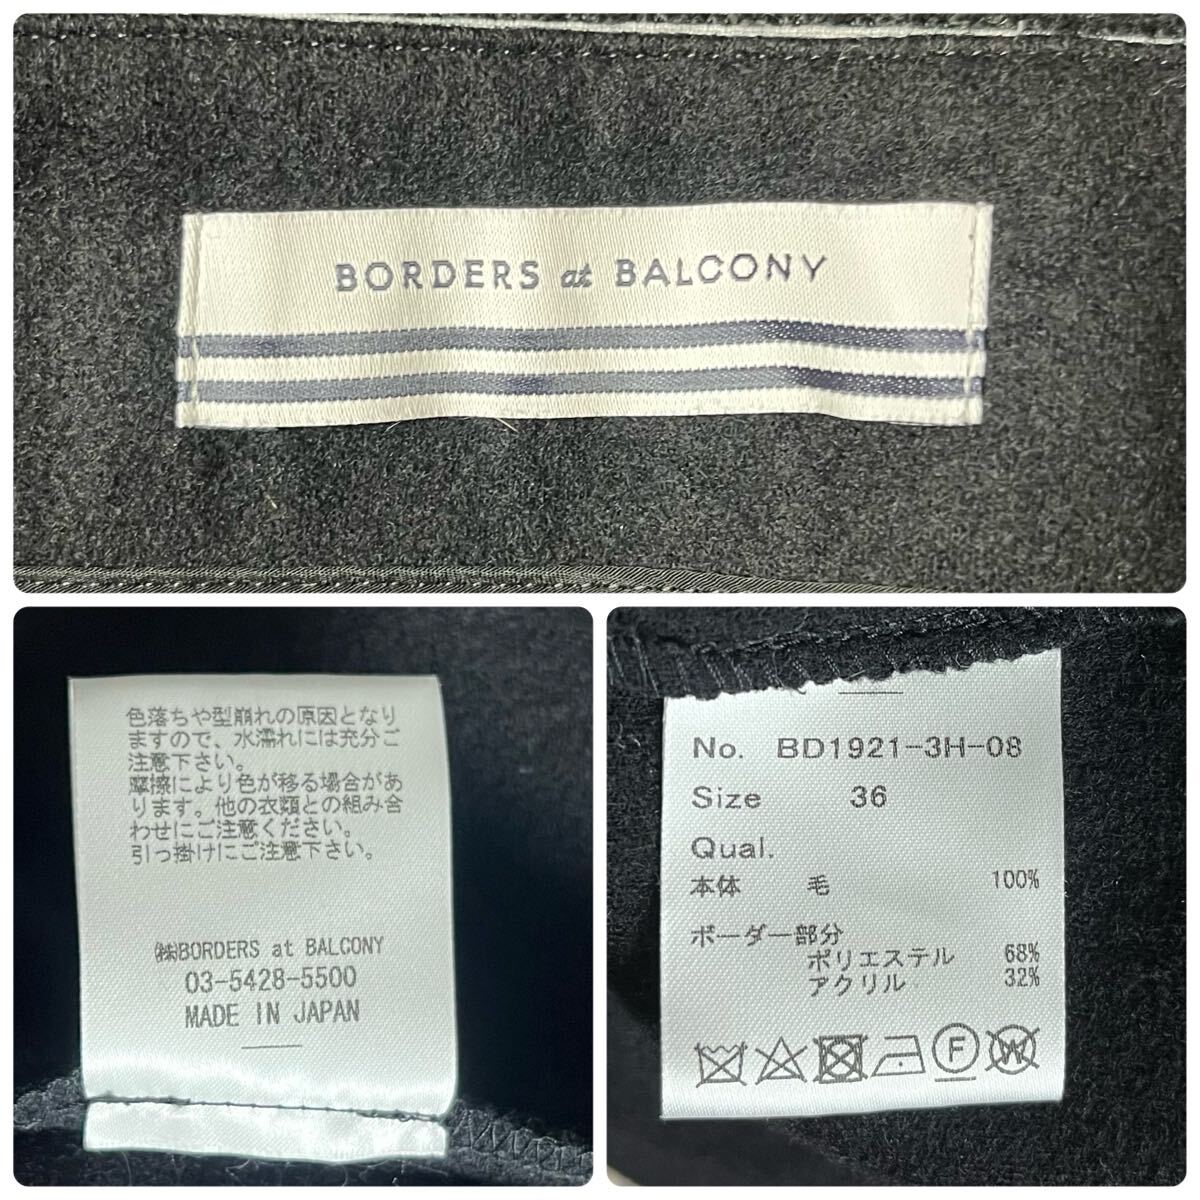 BORDERS at BALCONY
色落ちや型崩れの原因となり
ますので、水濡れには充分ご
注意下さい。
摩擦により色が移る場合があ
ります。他の衣類との組み合
わせにご注意ください。
引っ掛けにご注意下さい。
㈱BORDERS at BALCONY
03-5428-5500
MADE IN JAPAN
No. BD1921-3H-08
Size 36
Qual.
本体 毛 100%
ボーダー部分
ポリエステル 68%
アクリル 32%
F W